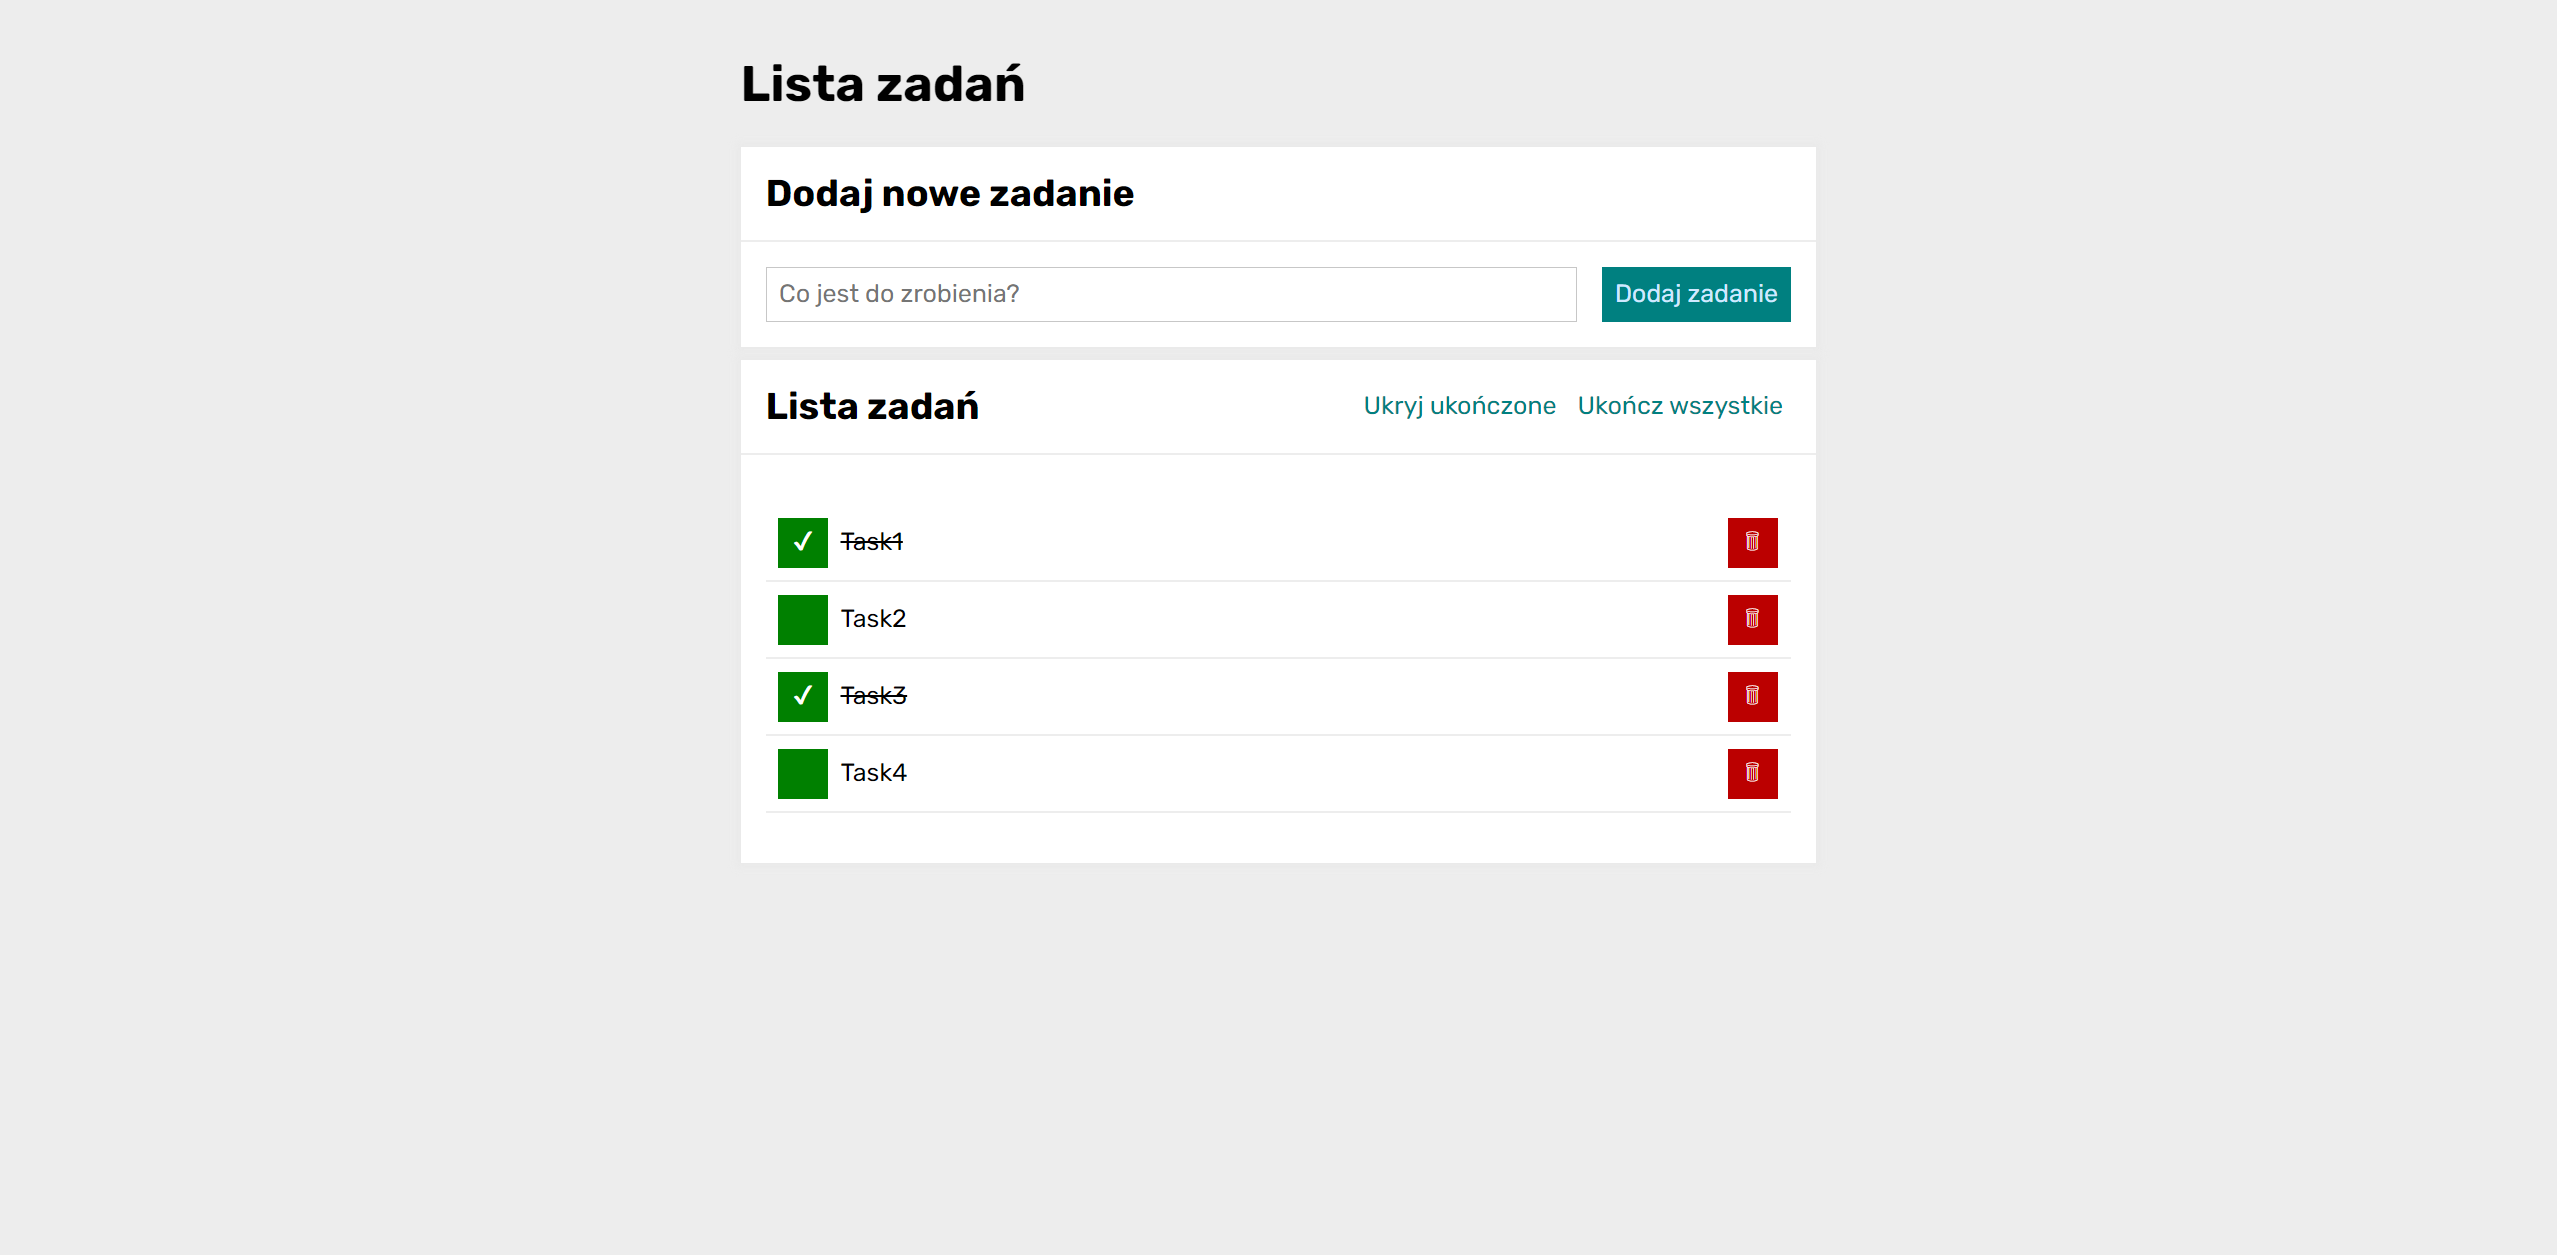 Lista zadań
Dodaj nowe zadanie
Co jest do zrobienia? Dodaj zadanie
Lista zadań Ukryj ukończone Ukończ wszystkie
Task1
Task2
Task3
Task4